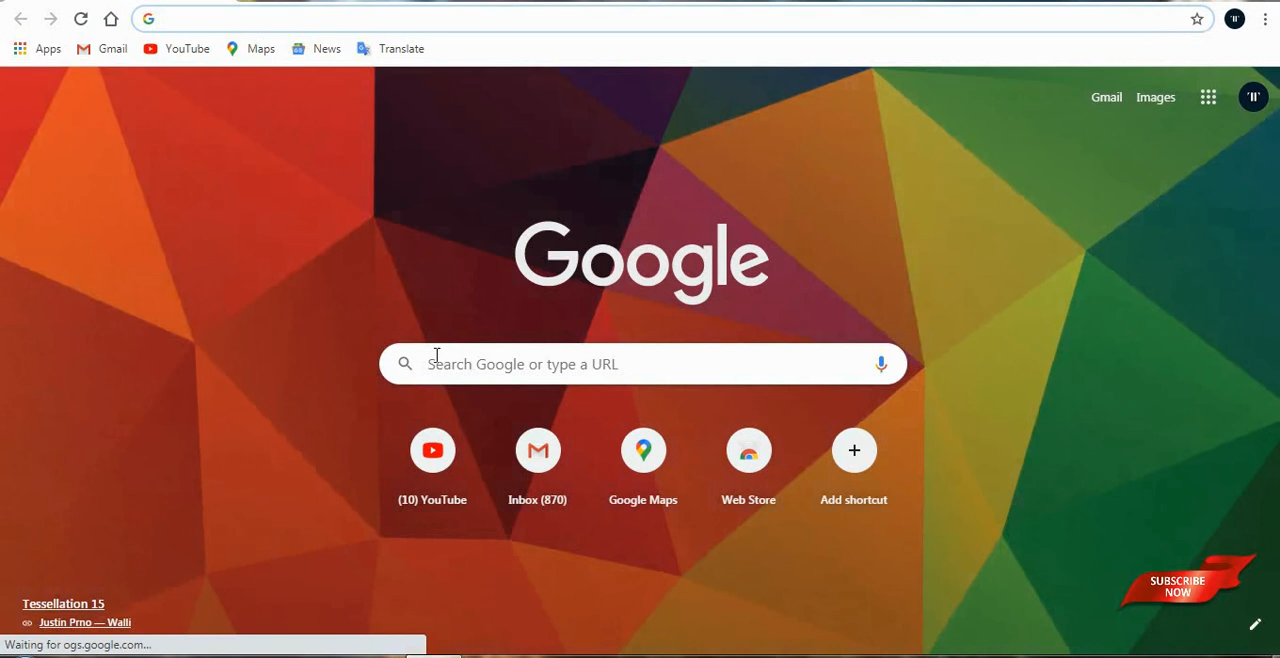 Apps Gmail YouTube Maps News Translate
Gmail Images
Google
Search Google or type a URL
(10) YouTube Inbox (870) Google Maps Web Store Add shortcut
SUBSCRIBE
NOW
Tessellation 15
Justin Prno — Walli
Waiting for ogs.google.com...